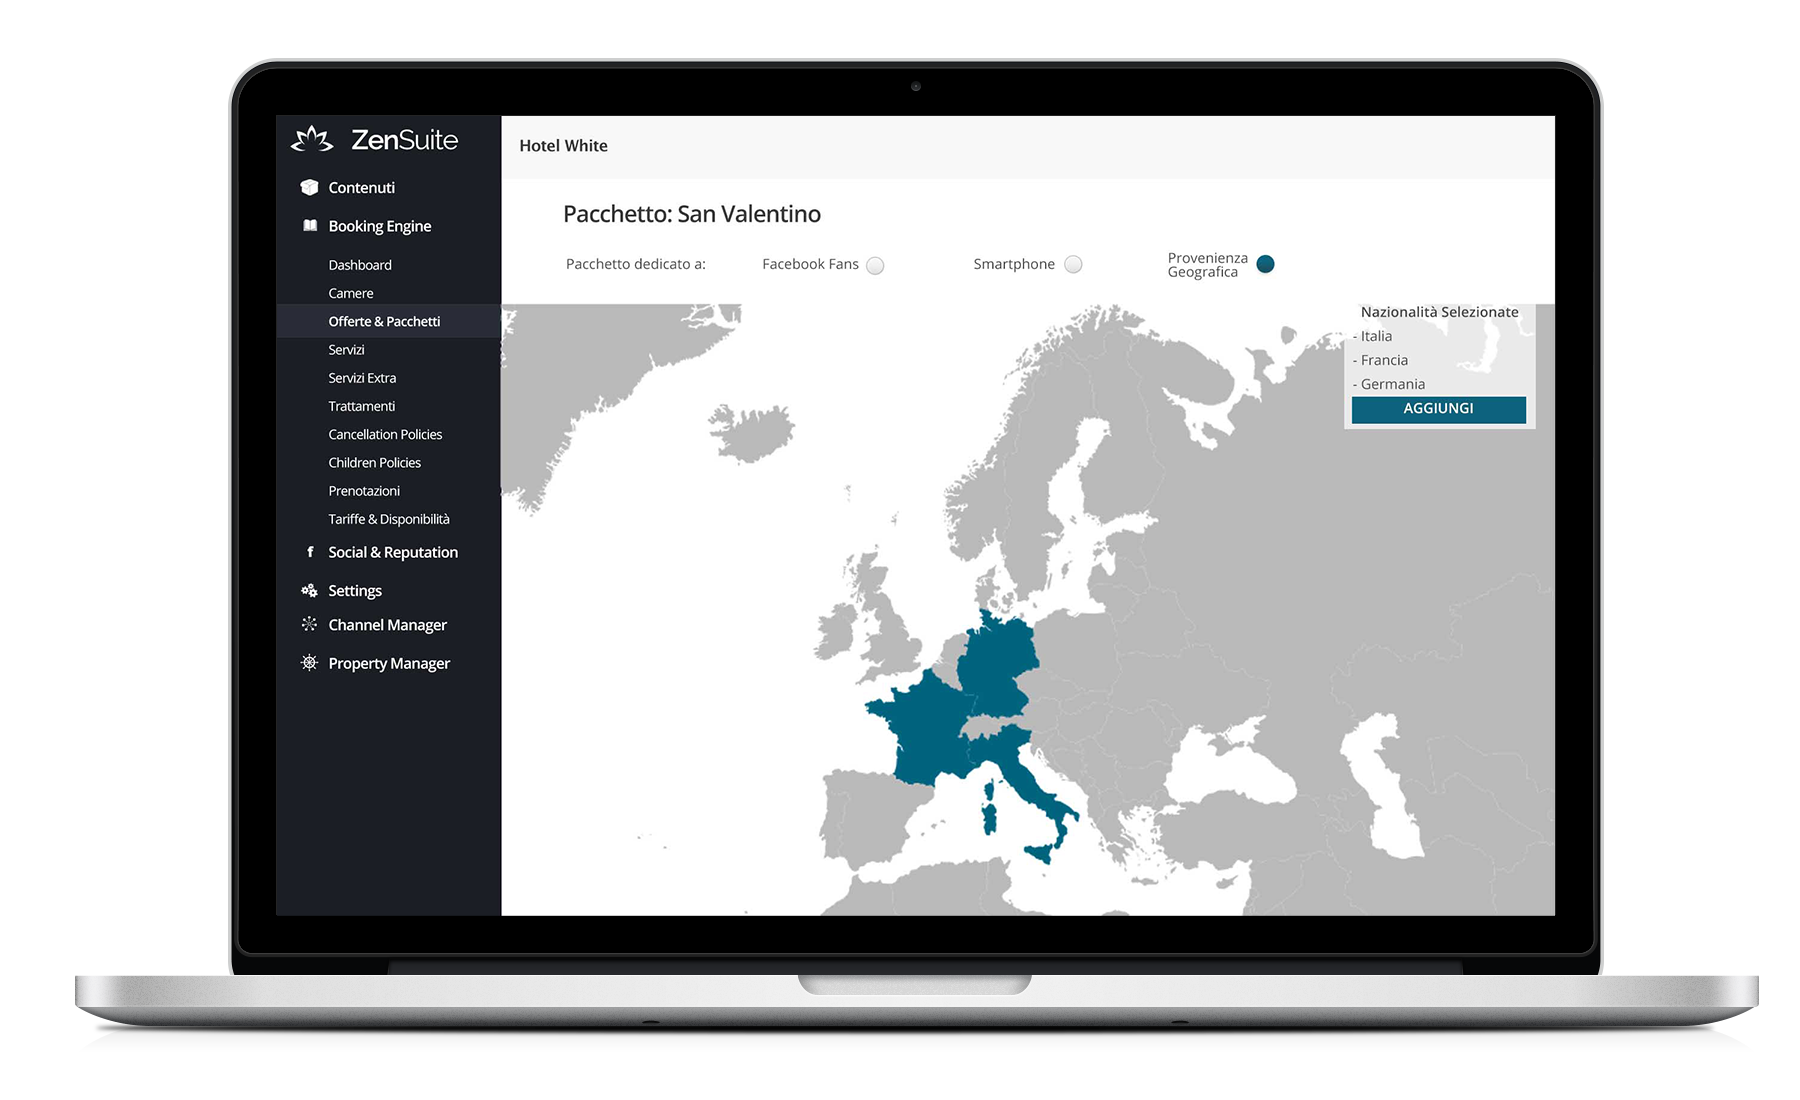 ZenSuite
Contenuti
Booking Engine
Dashboard
Camere
Offerte & Pacchetti
Servizi
Servizi Extra
Trattamenti
Cancellation Policies
Children Policies
Prenotazioni
Tariffe & Disponibilità
Social & Reputation
Settings
Channel Manager
Property Manager
Hotel White
Pacchetto: San Valentino
Pacchetto dedicato a:
Facebook Fans
Smartphone
Provenienza
Geografica
Nazionalità Selezionate
- Italia
- Francia
- Germania
AGGIUNGI